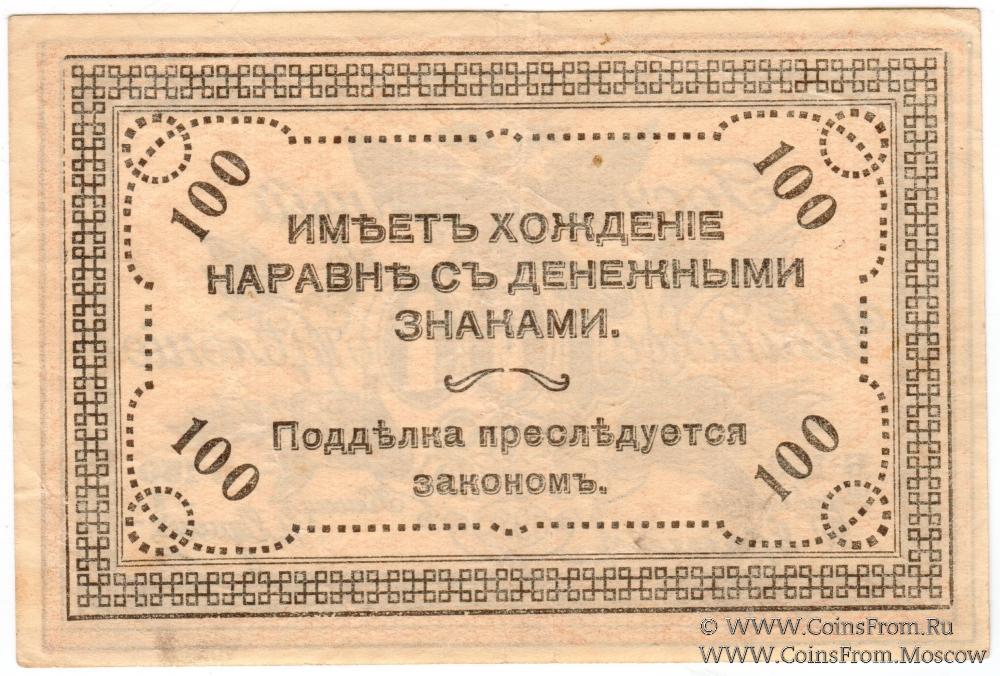 100 100
ИМѢЕТЪ ХОЖДЕНІЕ
НАРАВНѢ СЪ ДЕНЕЖНЫМИ
ЗНАКАМИ.
Поддѣлка преслѣдуется
закономъ.
100 100
© WWW.CoinsFrom.Ru
WWW.CoinsFrom.Moscow